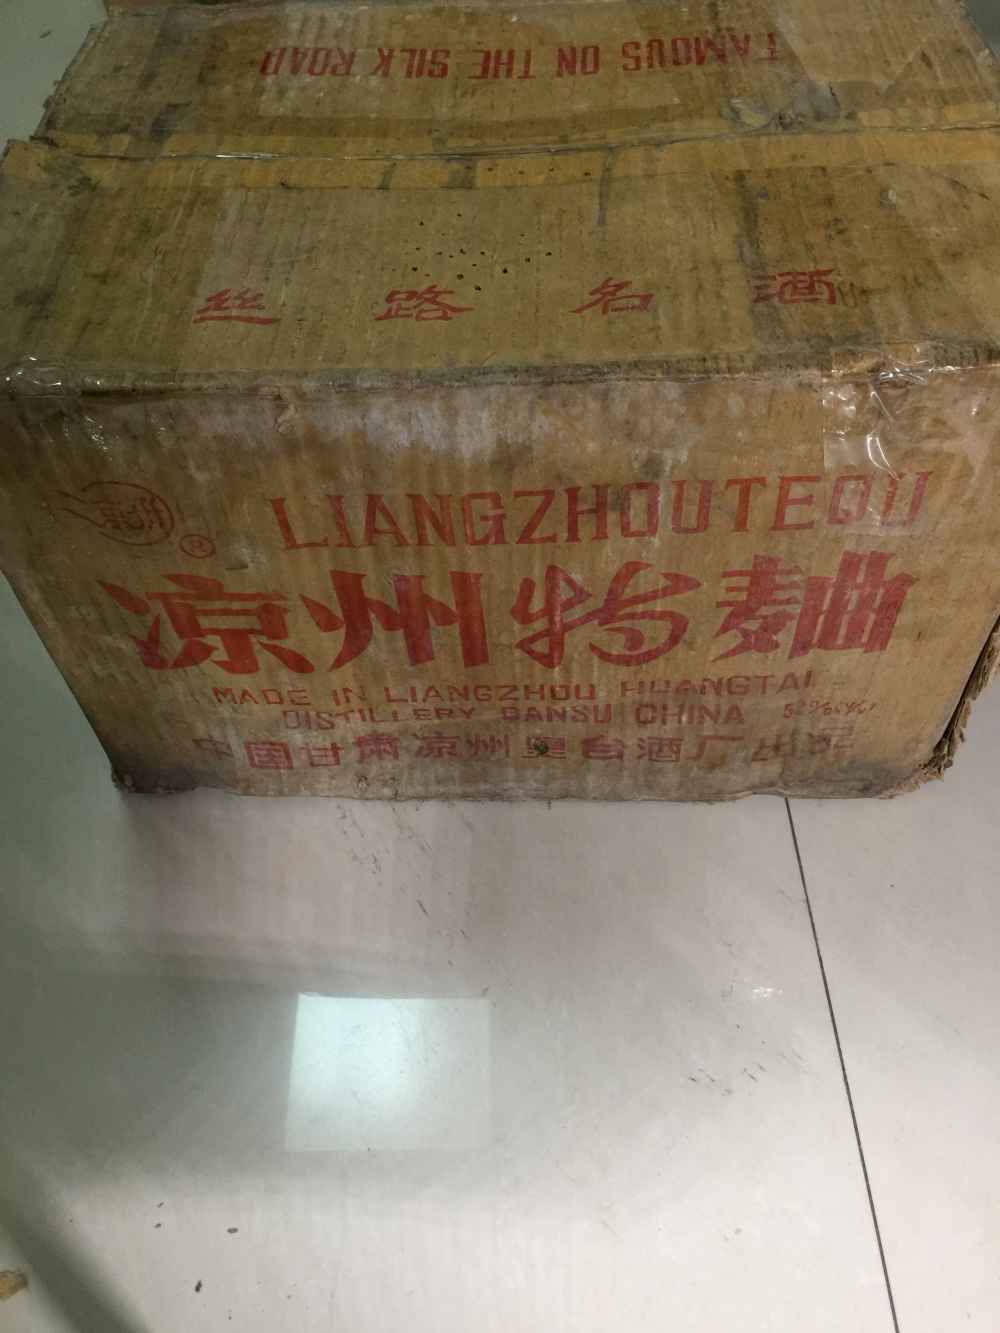 FAMOUS ON THE SILK ROAD
丝路名酒
®
LIANGZHOUTEQU
凉州特麯
MADE IN LIANGZHOU HUANGTAI
DISTILLERY GANSU CHINA
中国甘肃凉州皇台酒厂出品